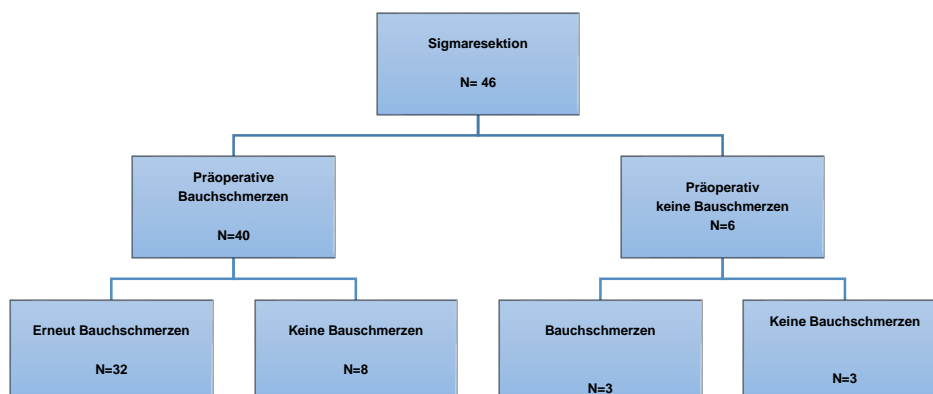 Sigmaresektion
N= 46
Präoperative
Bauchschmerzen
N=40
Präoperativ
keine Bauschmerzen
N=6
Erneut Bauchschmerzen
N=32
Keine Bauschmerzen
N=8
Bauchschmerzen
N=3
Keine Bauchschmerzen
N=3